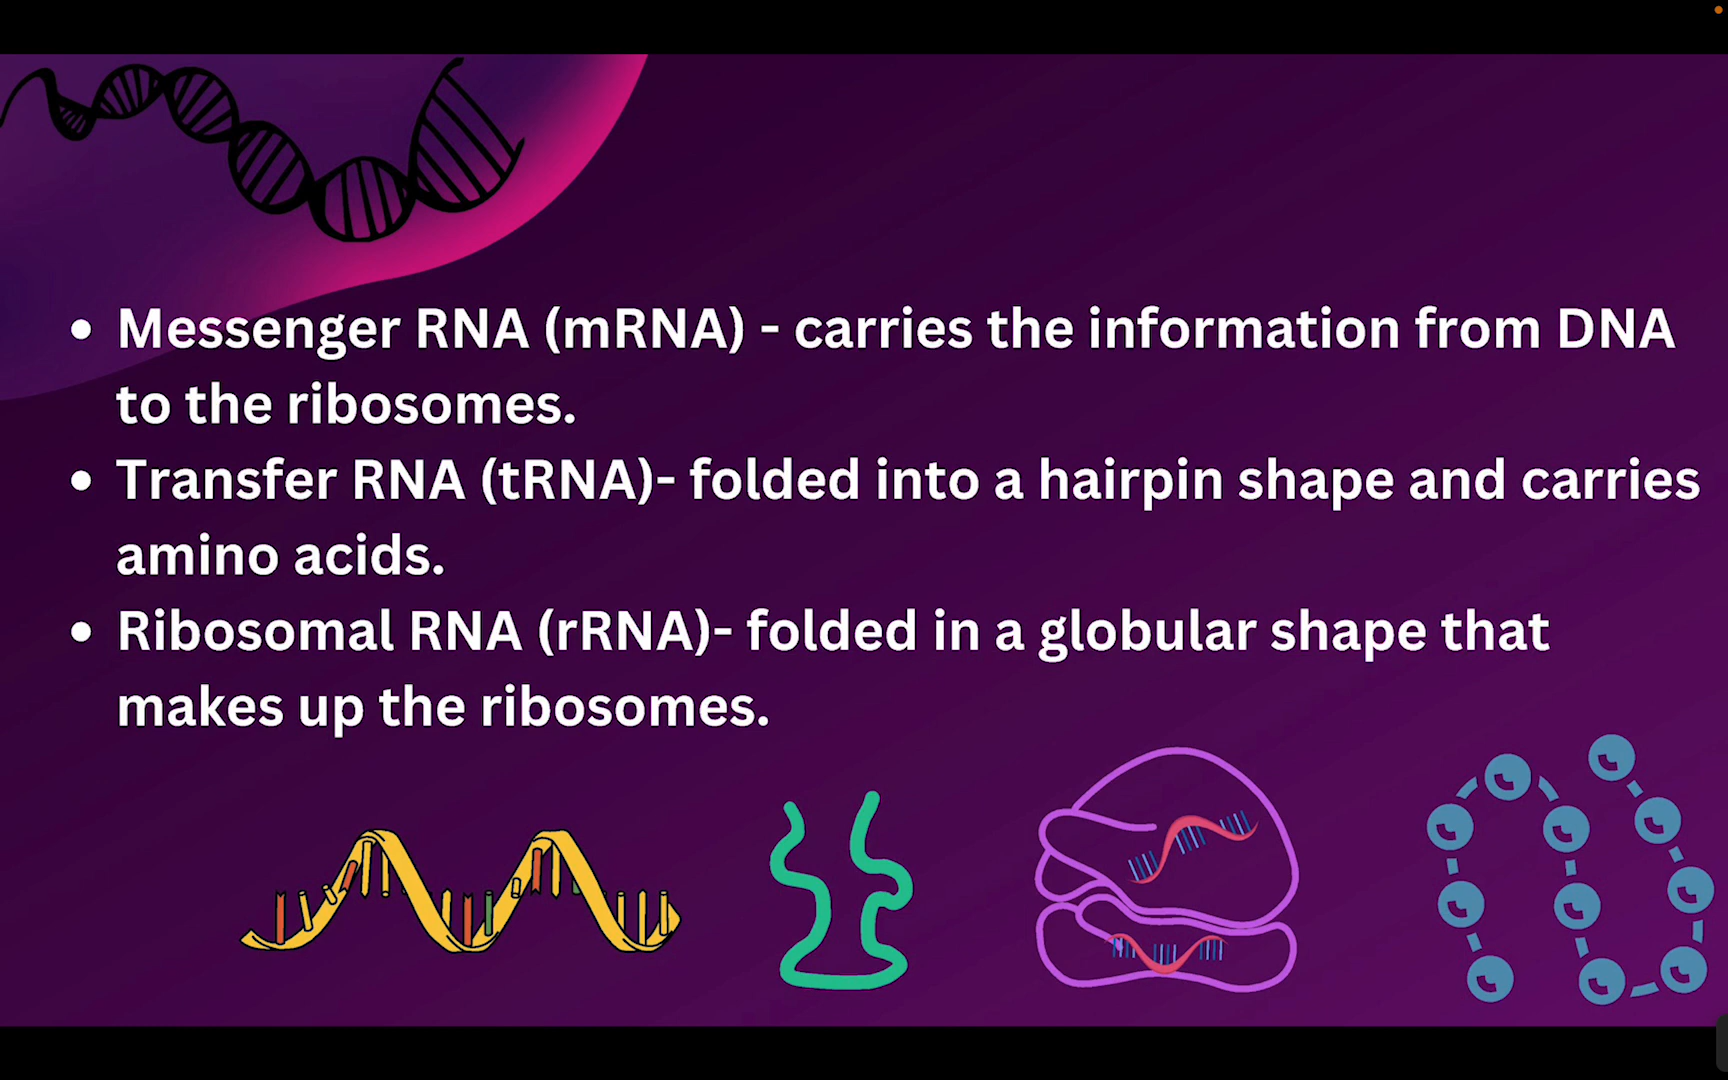 • Messenger RNA (mRNA) - carries the information from DNA
to the ribosomes.
• Transfer RNA (tRNA)- folded into a hairpin shape and carries
amino acids.
• Ribosomal RNA (rRNA)- folded in a globular shape that
makes up the ribosomes.